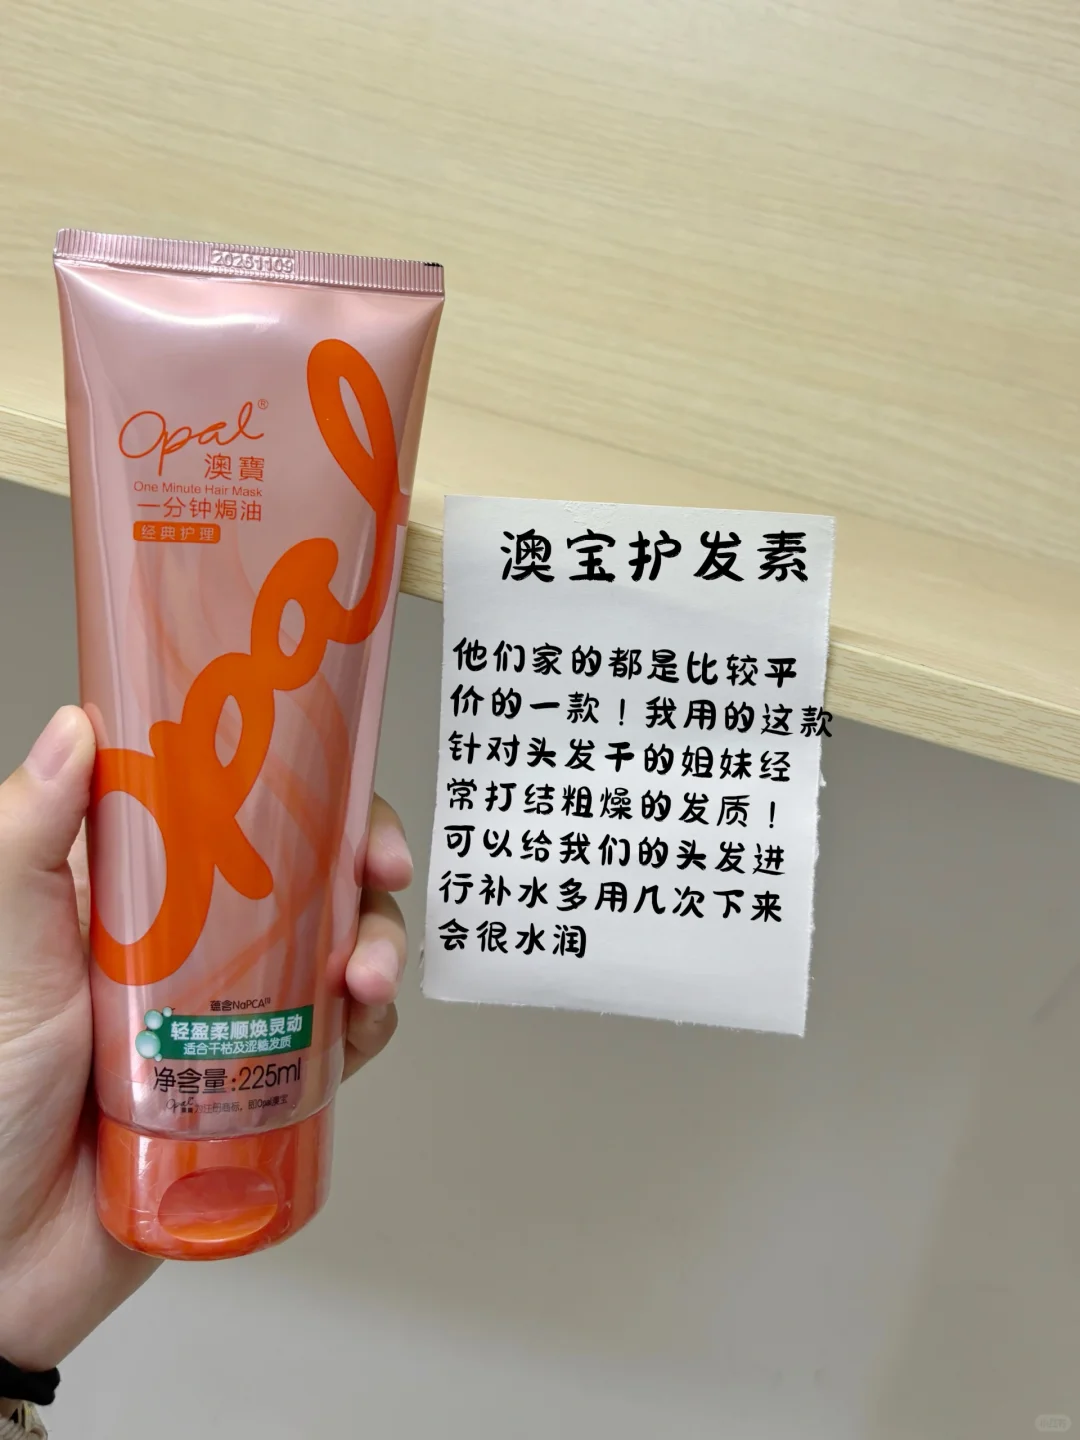 20251109
Opal®
澳寶
One Minute Hair Mask
一分钟焗油
经典护理
Opal
蕴含NaPCA
轻盈柔顺焕灵动
适合干枯及涩糙发质
净含量:225ml
澳宝护发素
他们家的都是比较平
价的一款！我用的这款
针对头发干的姐妹经
常打结粗燥的发质！
可以给我们的头发进
行补水多用几次下来
会很水润